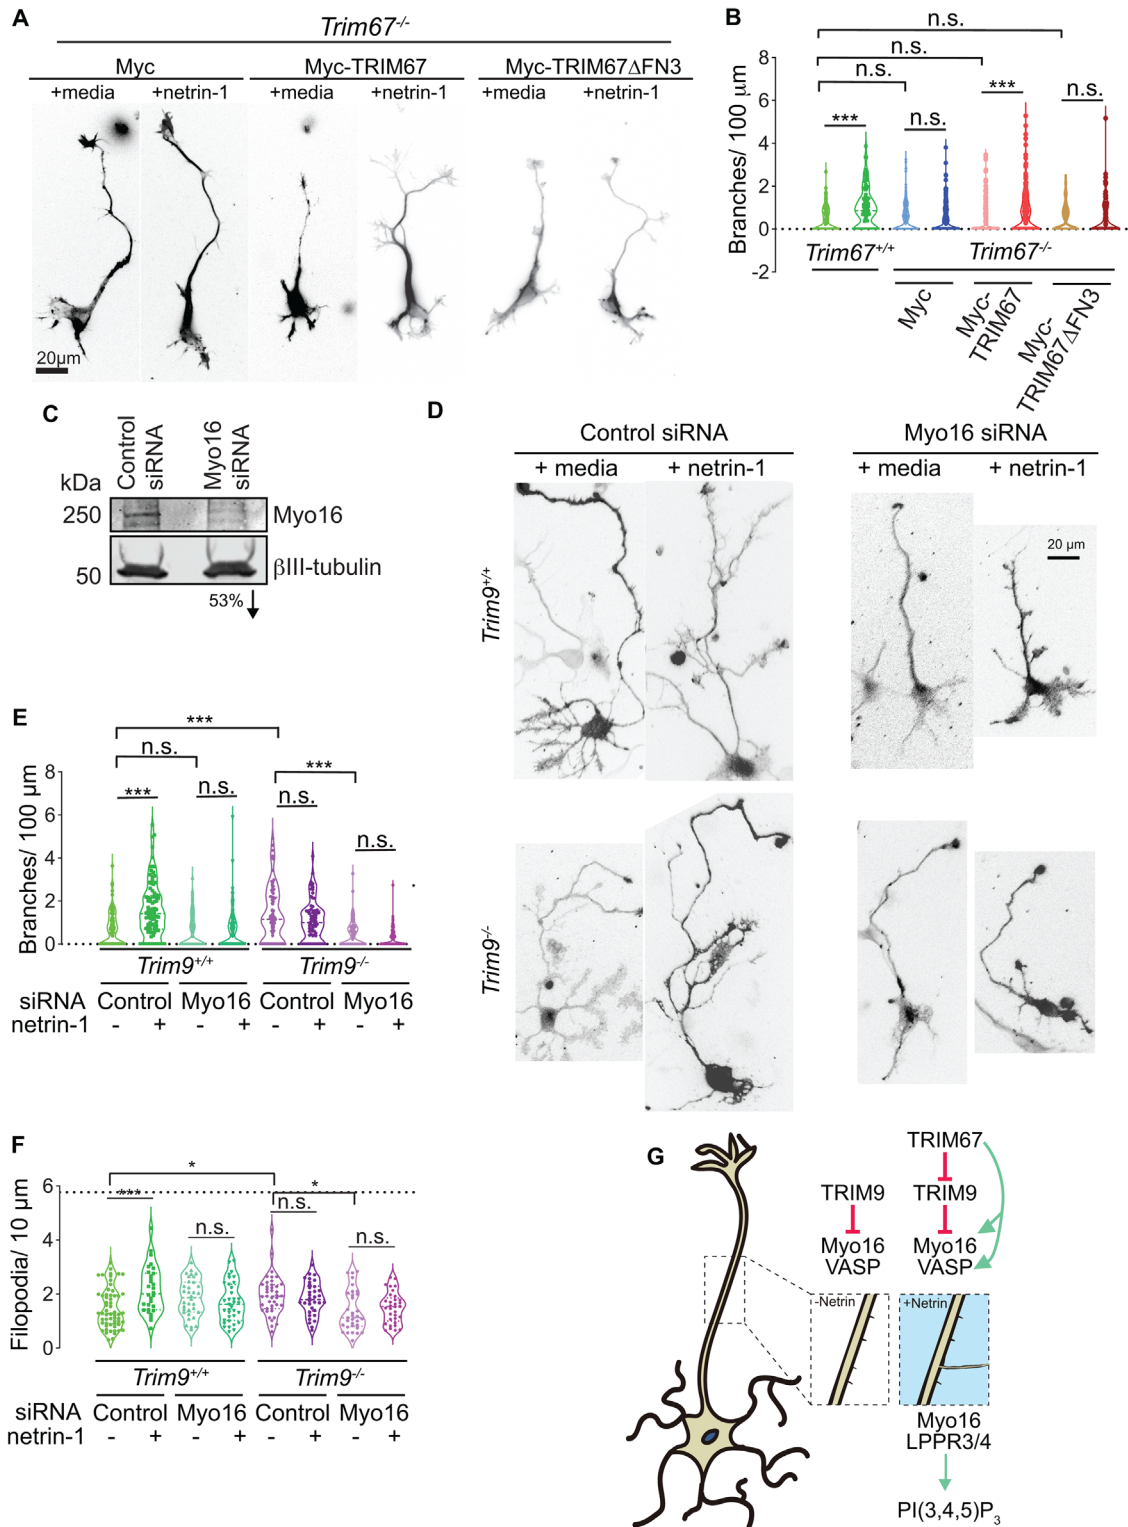 A
Trim67-/-
Myc
Myc-TRIM67
Myc-TRIM67ΔFN3
+media
+netrin-1
+media
+netrin-1
+media
+netrin-1
20µm
B
n.s.
n.s.
n.s.
***
n.s.
***
n.s.
Branches/ 100 µm
8
6
4
2
0
-2
Trim67+/+
Trim67-/-
Myc
Myc-
TRIM67
Myc-
TRIM67ΔFN3
C
Control
siRNA
Myo16
siRNA
kDa
250
Myo16
50
βIII-tubulin
53%
D
Control siRNA
Myo16 siRNA
+ media
+ netrin-1
+ media
+ netrin-1
Trim9+/+
20 µm
Trim9-/-
E
***
n.s.
***
***
n.s.
n.s.
n.s.
Branches/ 100 µm
8
6
4
2
0
Trim9+/+
Trim9-/-
siRNA Control Myo16 Control Myo16
netrin-1 - + - + - + - +
F
*
*
***
n.s.
n.s.
n.s.
Filopodia/ 10 µm
6
4
2
0
Trim9+/+
Trim9-/-
siRNA Control Myo16 Control Myo16
netrin-1 - + - + - + - +
G
TRIM67
TRIM9
TRIM9
Myo16
VASP
Myo16
VASP
-Netrin
+Netrin
Myo16
LPPR3/4
PI(3,4,5)P3